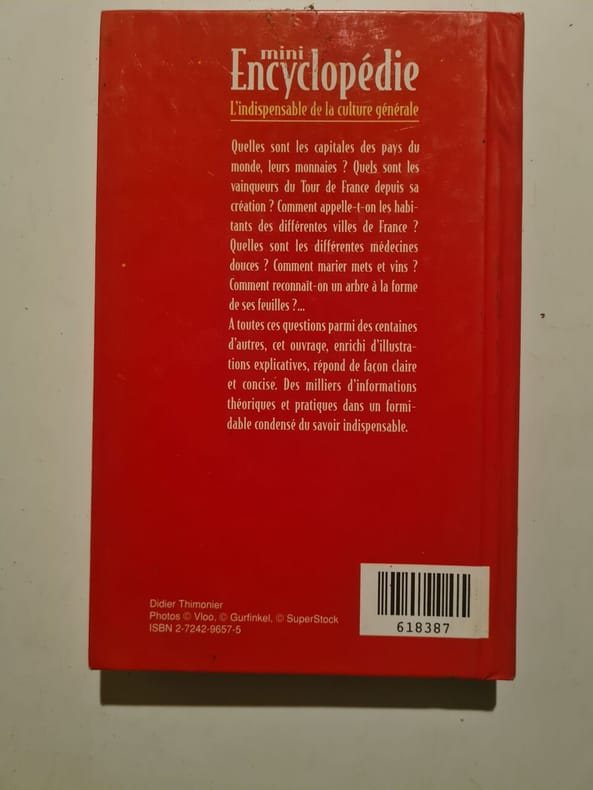 mini
Encyclopédie
L'indispensable de la culture générale
Quelles sont les capitales des pays du
monde, leurs monnaies ? Quels sont les
vainqueurs du Tour de France depuis sa
création ? Comment appelle-t-on les habi-
tants des différentes villes de France ?
Quelles sont les différentes médecines
douces ? Comment marier mets et vins ?
Comment reconnaît-on un arbre à la forme
de ses feuilles ?...
A toutes ces questions parmi des centaines
d'autres, cet ouvrage, enrichi d'illustra-
tions explicatives, répond de façon claire
et concise. Des milliers d'informations
théoriques et pratiques dans un formi-
dable condensé du savoir indispensable.
Didier Thimonier
Photos © Vloo, © Gurfinkel, © SuperStock
ISBN 2-7242-9657-5
618387